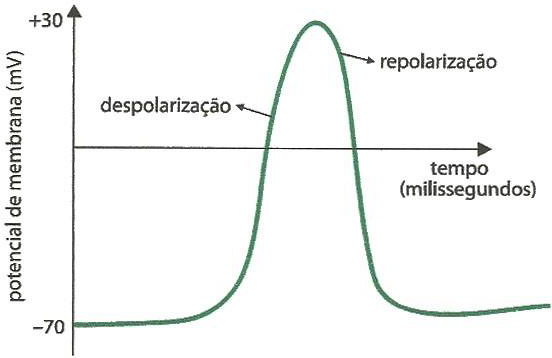 +30
repolarização
despolarização
potencial de membrana (mV)
tempo
(milissegundos)
–70